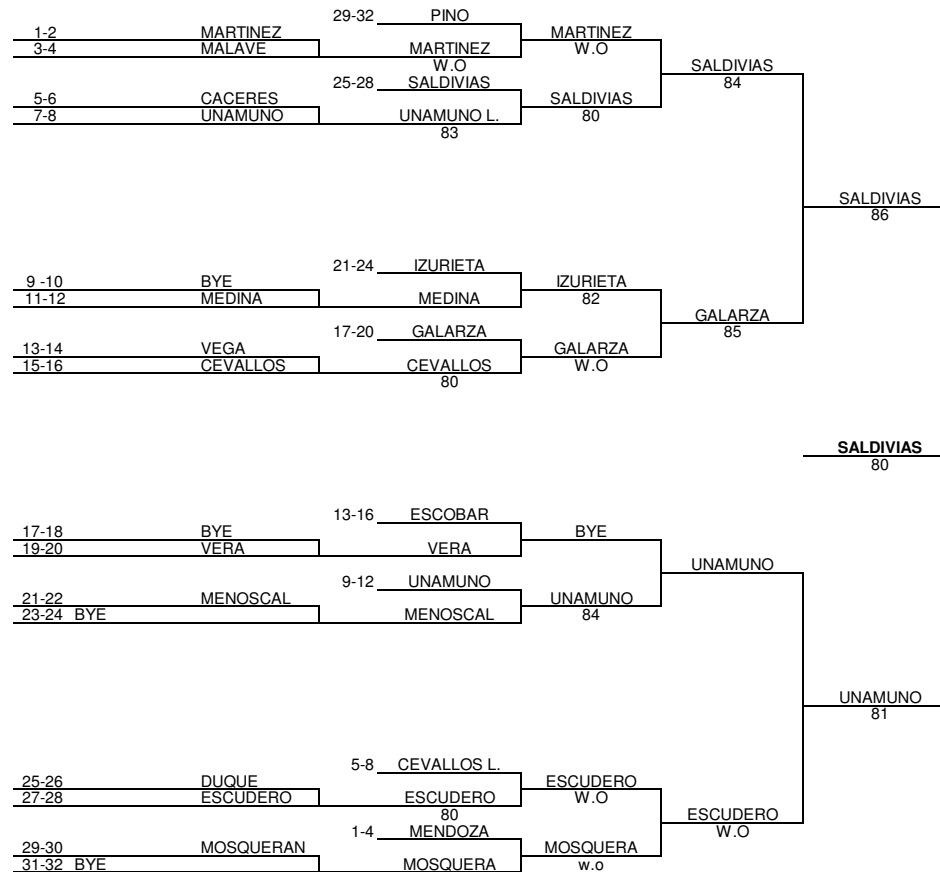 29-32 PINO
1-2 MARTINEZ MARTINEZ
3-4 MALAVE MARTINEZ W.O
W.O SALDIVIAS
25-28 SALDIVIAS 84
5-6 CACERES SALDIVIAS
7-8 UNAMUNO UNAMUNO L. 80
83
SALDIVIAS
86
21-24 IZURIETA
9 -10 BYE IZURIETA
11-12 MEDINA MEDINA 82
GALARZA
17-20 GALARZA 85
13-14 VEGA GALARZA
15-16 CEVALLOS CEVALLOS W.O
80
SALDIVIAS
80
13-16 ESCOBAR
17-18 BYE BYE
19-20 VERA VERA
UNAMUNO
9-12 UNAMUNO
21-22 MENOSCAL UNAMUNO
23-24 BYE MENOSCAL 84
UNAMUNO
81
5-8 CEVALLOS L.
25-26 DUQUE ESCUDERO
27-28 ESCUDERO ESCUDERO W.O
80 ESCUDERO
1-4 MENDOZA W.O
29-30 MOSQUERAN MOSQUERA
31-32 BYE MOSQUERA w.o